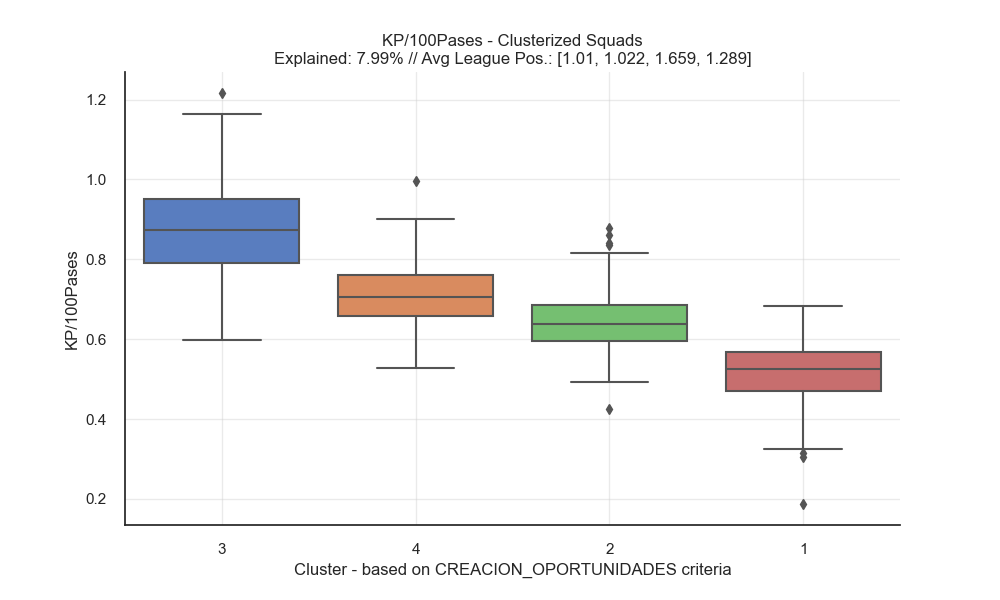 KP/100Pases - Clusterized Squads
Explained: 7.99% // Avg League Pos.: [1.01, 1.022, 1.659, 1.289]
KP/100Pases
1.2
1.0
0.8
0.6
0.4
0.2
3 4 2 1
Cluster - based on CREACION_OPORTUNIDADES criteria